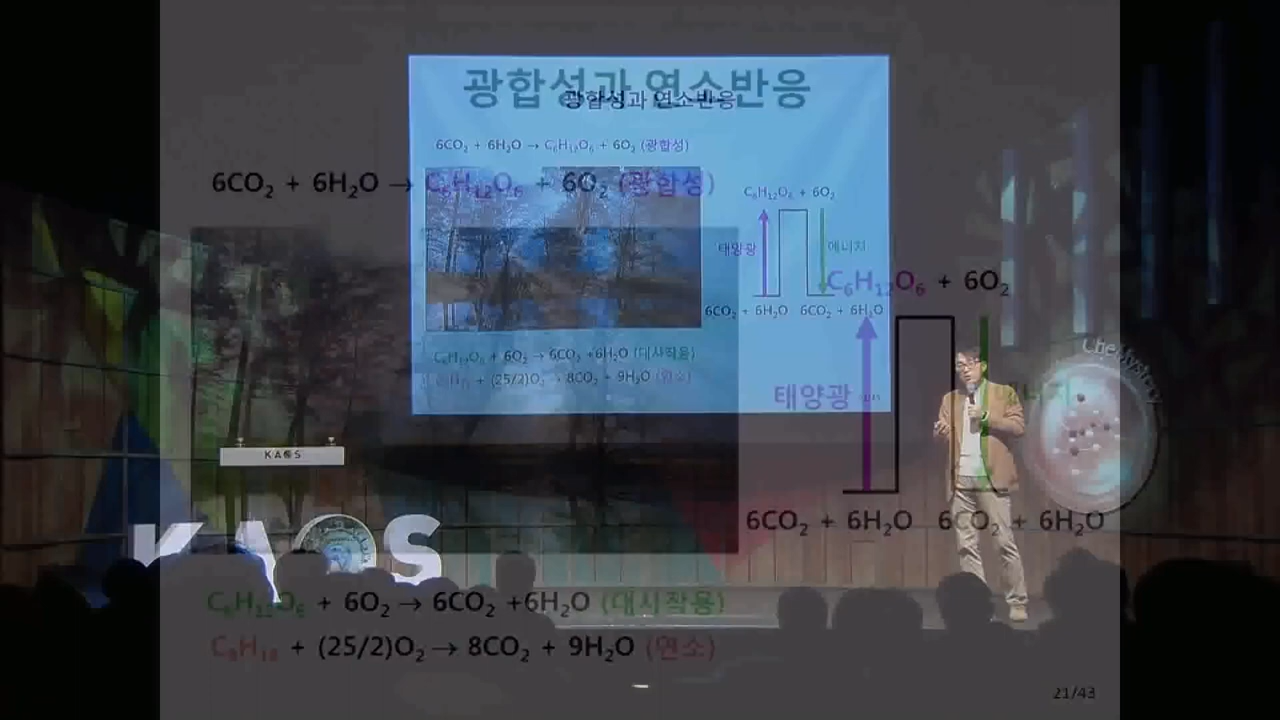 광합성과 연소반응
6CO₂ + 6H₂O → C₆H₁₂O₆ + 6O₂ (광합성)
C₆H₁₂O₆ + 6O₂
태양광 에너지
6CO₂ + 6H₂O 6CO₂ + 6H₂O
C₆H₁₂O₆ + 6O₂ → 6CO₂ +6H₂O (대사작용)
C₈H₁₈ + (25/2)O₂ → 8CO₂ + 9H₂O (연소)
21/43
광합성과 연소반응
6CO₂ + 6H₂O → C₆H₁₂O₆ + 6O₂ (광합성)
C₆H₁₂O₆ + 6O₂
태양광 에너지
6CO₂ + 6H₂O 6CO₂ + 6H₂O
C₆H₁₂O₆ + 6O₂ → 6CO₂ +6H₂O (대사작용)
C₈H₁₈ + (25/2)O₂ → 8CO₂ + 9H₂O (연소)
KAOS
KAOS